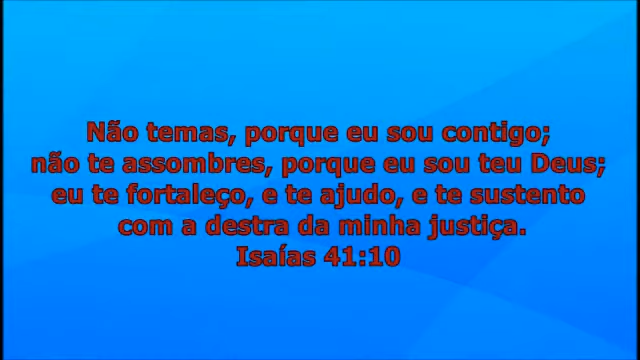 Não temas, porque eu sou contigo;
não te assombres, porque eu sou teu Deus;
eu te fortaleço, e te ajudo, e te sustento
com a destra da minha justiça.
Isaías 41:10